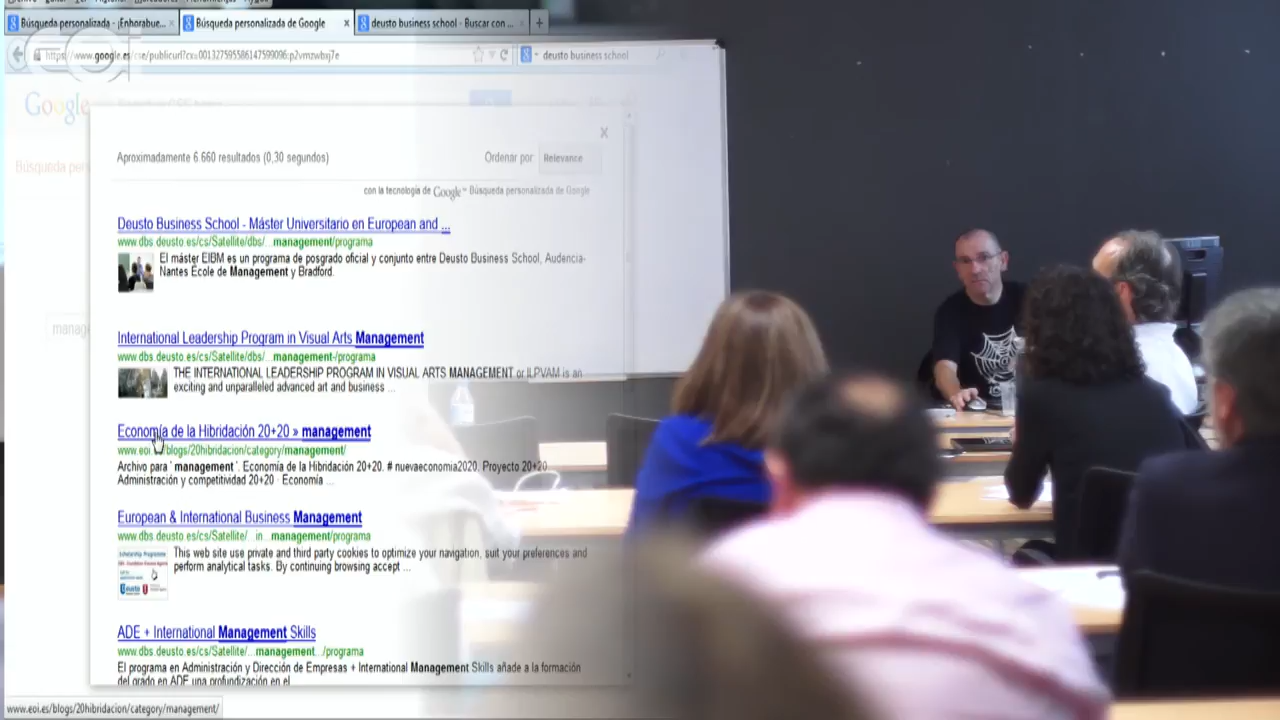 Búsqueda personalizada - ¡Enhorabue...
Búsqueda personalizada de Google
deusto business school - Buscar con ...
https://www.google.es/cse/publicurl?cx=001327595586147599096:p2vmzwbxj7e
deusto business school
eoi
Google
Búsqunda per
Aproximadamente 6.660 resultados (0,30 segundos)
Ordenar por
Relevance
con la tecnología de Google™ Búsqueda personalizada de Google
Deusto Business School - Máster Universitario en European and ...
www.dbs.deusto.es/cs/Satellite/dbs/...management/programa
El máster EIBM es un programa de posgrado oficial y conjunto entre Deusto Business School, Audencia-
Nantes École de Management y Bradford.
manag
International Leadership Program in Visual Arts Management
www.dbs.deusto.es/cs/Satellite/dbs/...management-/programa
THE INTERNATIONAL LEADERSHIP PROGRAM IN VISUAL ARTS MANAGEMENT or ILPVAM is an
exciting and unparalleled advanced art and business ...
Economía de la Hibridación 20+20 » management
www.eoi.es/blogs/20hibridacion/category/management/
Archivo para 'management '. Economía de la Hibridación 20+20. # nuevaeconomia2020. Proyecto 20+20
Administración y competitividad 20+20 · Economía ...
European & International Business Management
www.dbs.deusto.es/cs/Satellite/...in...management/programa
This web site use private and third party cookies to optimize your navigation, suit your preferences and
perform analytical tasks. By continuing browsing accept ...
Deusto
ADE + International Management Skills
www.dbs.deusto.es/cs/Satellite/...management.../programa
El programa en Administración y Dirección de Empresas + International Management Skills añade a la formación
del grado en ADE una profundización en el
www.eoi.es/blogs/20hibridacion/category/management/